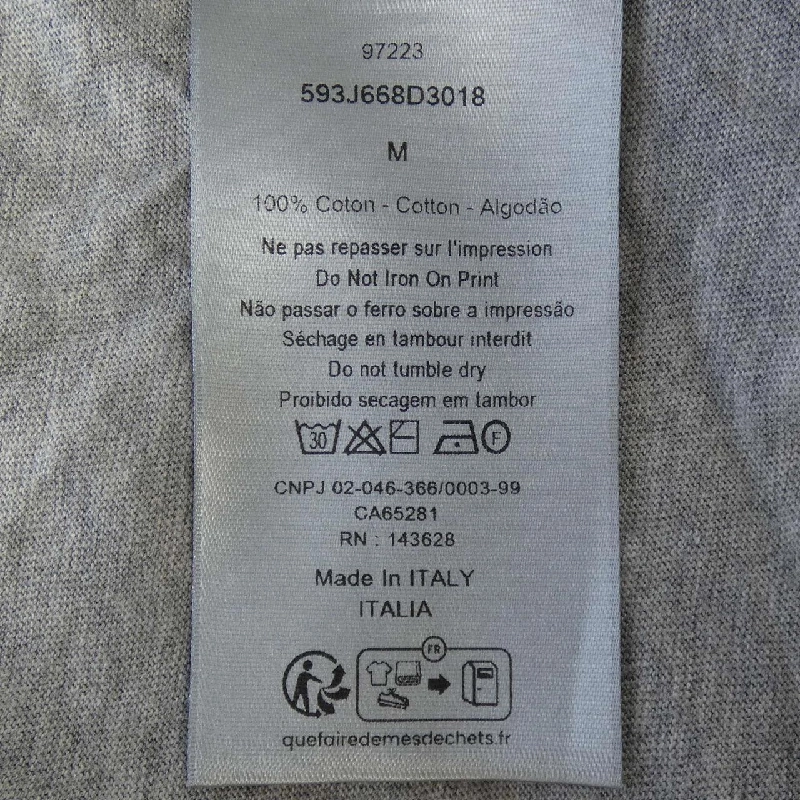 97223
593J668D3018
M
100% Coton - Cotton - Algodão
Ne pas repasser sur l'impression
Do Not Iron On Print
Não passar o ferro sobre a impressão
Séchage en tambour interdit
Do not tumble dry
Proibido secagem em tambor
30 F
CNPJ 02-046-366/0003-99
CA65281
RN : 143628
Made In ITALY
ITALIA
FR
quefairedemesdechets.fr